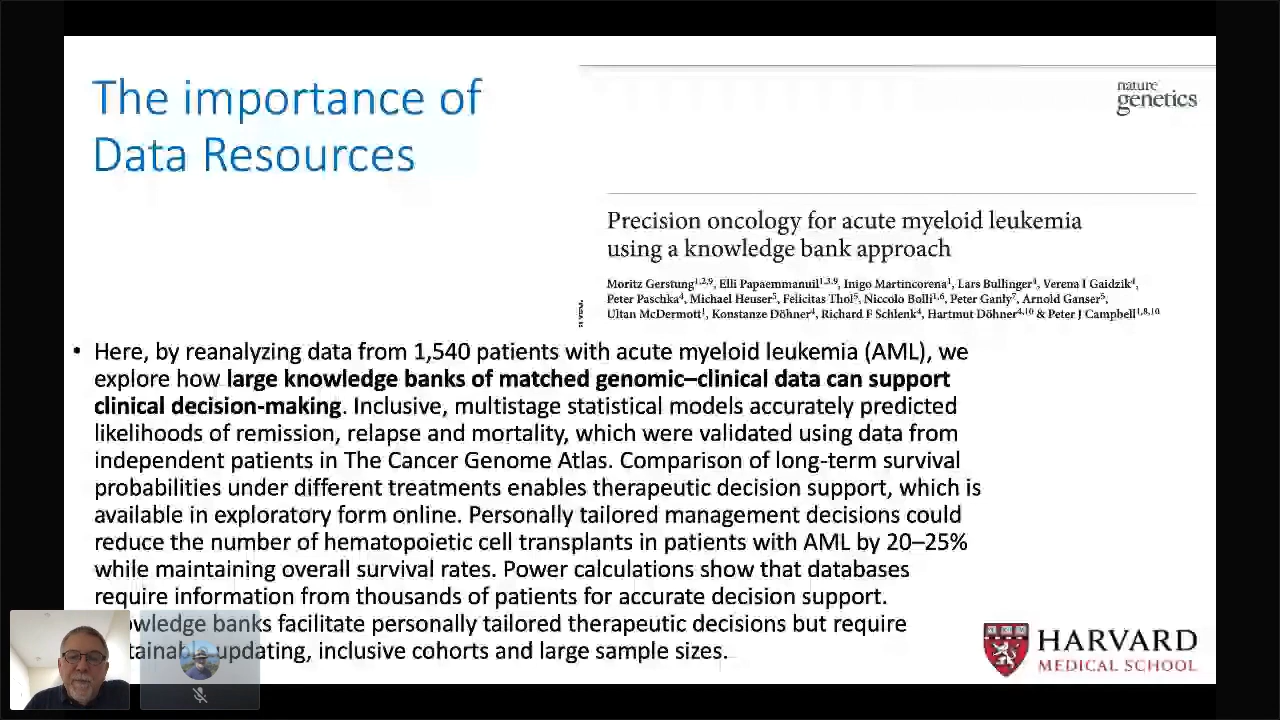 The importance of
Data Resources
nature
genetics
Precision oncology for acute myeloid leukemia
using a knowledge bank approach
Moritz Gerstung1,2,9, Elli Papaemmanuil1,3,9, Inigo Martincorena1, Lars Bullinger4, Verena I Gaidzik4,
Peter Paschka4, Michael Heuser5, Felicitas Thol5, Niccolo Bolli1,6, Peter Ganly7, Arnold Ganser5,
Ultan McDermott1, Konstanze Döhner4, Richard F Schlenk4, Hartmut Döhner4,10 & Peter J Campbell1,8,10
• Here, by reanalyzing data from 1,540 patients with acute myeloid leukemia (AML), we
explore how large knowledge banks of matched genomic–clinical data can support
clinical decision-making. Inclusive, multistage statistical models accurately predicted
likelihoods of remission, relapse and mortality, which were validated using data from
independent patients in The Cancer Genome Atlas. Comparison of long-term survival
probabilities under different treatments enables therapeutic decision support, which is
available in exploratory form online. Personally tailored management decisions could
reduce the number of hematopoietic cell transplants in patients with AML by 20–25%
while maintaining overall survival rates. Power calculations show that databases
require information from thousands of patients for accurate decision support.
owledge banks facilitate personally tailored therapeutic decisions but require
tainable updating, inclusive cohorts and large sample sizes.
HARVARD
MEDICAL SCHOOL